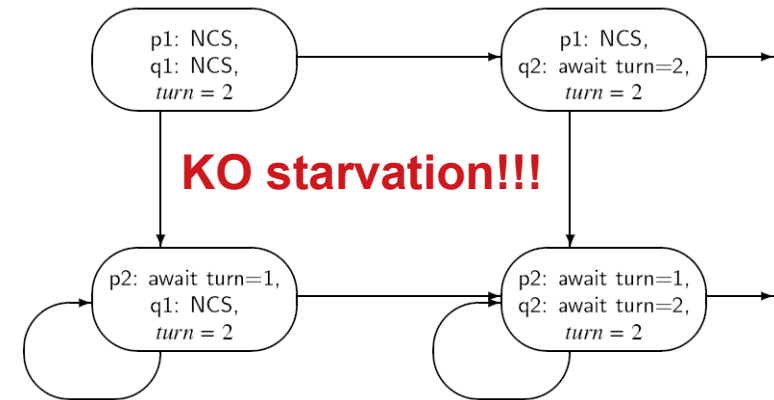 p1: NCS,
q1: NCS,
turn = 2
p1: NCS,
q2: await turn=2,
turn = 2
KO starvation!!!
p2: await turn=1,
q1: NCS,
turn = 2
p2: await turn=1,
q2: await turn=2,
turn = 2